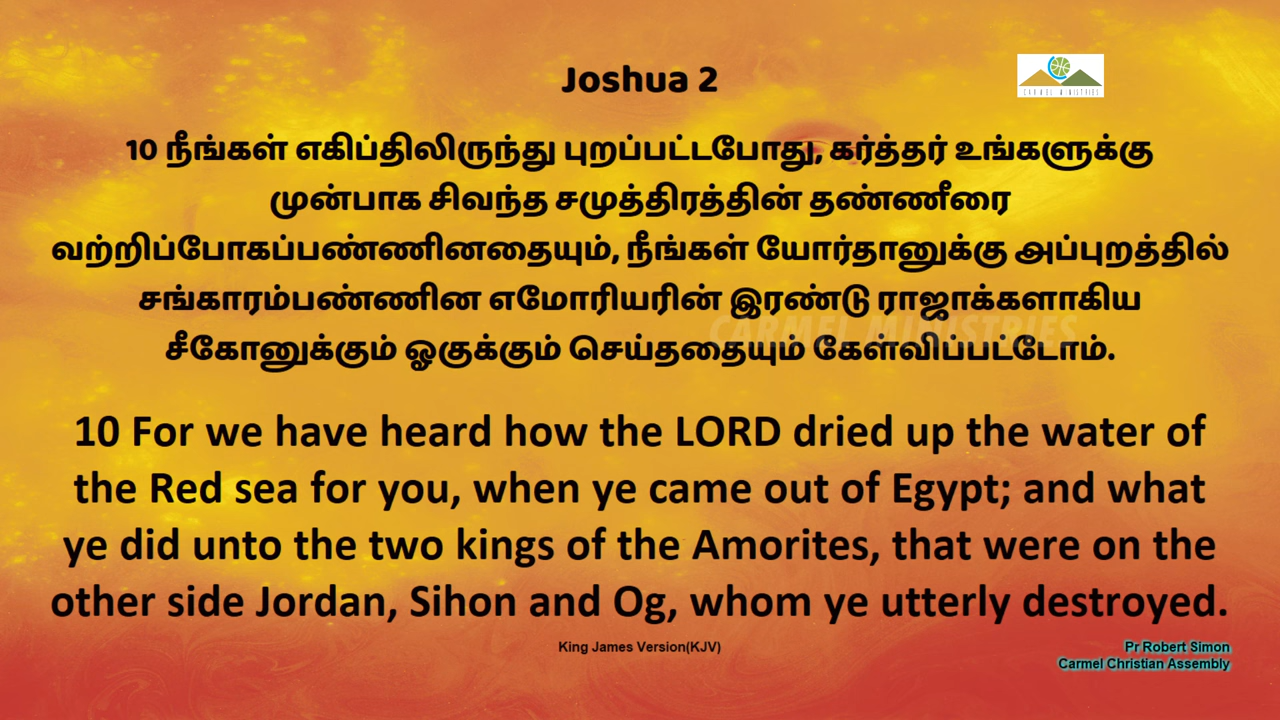 Joshua 2
CARMEL MINISTRIES
10 நீங்கள் எகிப்திலிருந்து புறப்பட்டபோது, கர்த்தர் உங்களுக்கு
முன்பாக சிவந்த சமுத்திரத்தின் தண்ணீரை
வற்றிப்போகப்பண்ணினதையும், நீங்கள் யோர்தானுக்கு அப்புறத்தில்
சங்காரம்பண்ணின எமோரியரின் இரண்டு ராஜாக்களாகிய
CARMEL MINISTRIES
சீகோனுக்கும் ஓகுக்கும் செய்ததையும் கேள்விப்பட்டோம்.
10 For we have heard how the LORD dried up the water of
the Red sea for you, when ye came out of Egypt; and what
ye did unto the two kings of the Amorites, that were on the
other side Jordan, Sihon and Og, whom ye utterly destroyed.
King James Version(KJV)
Pr Robert Simon
Carmel Christian Assembly